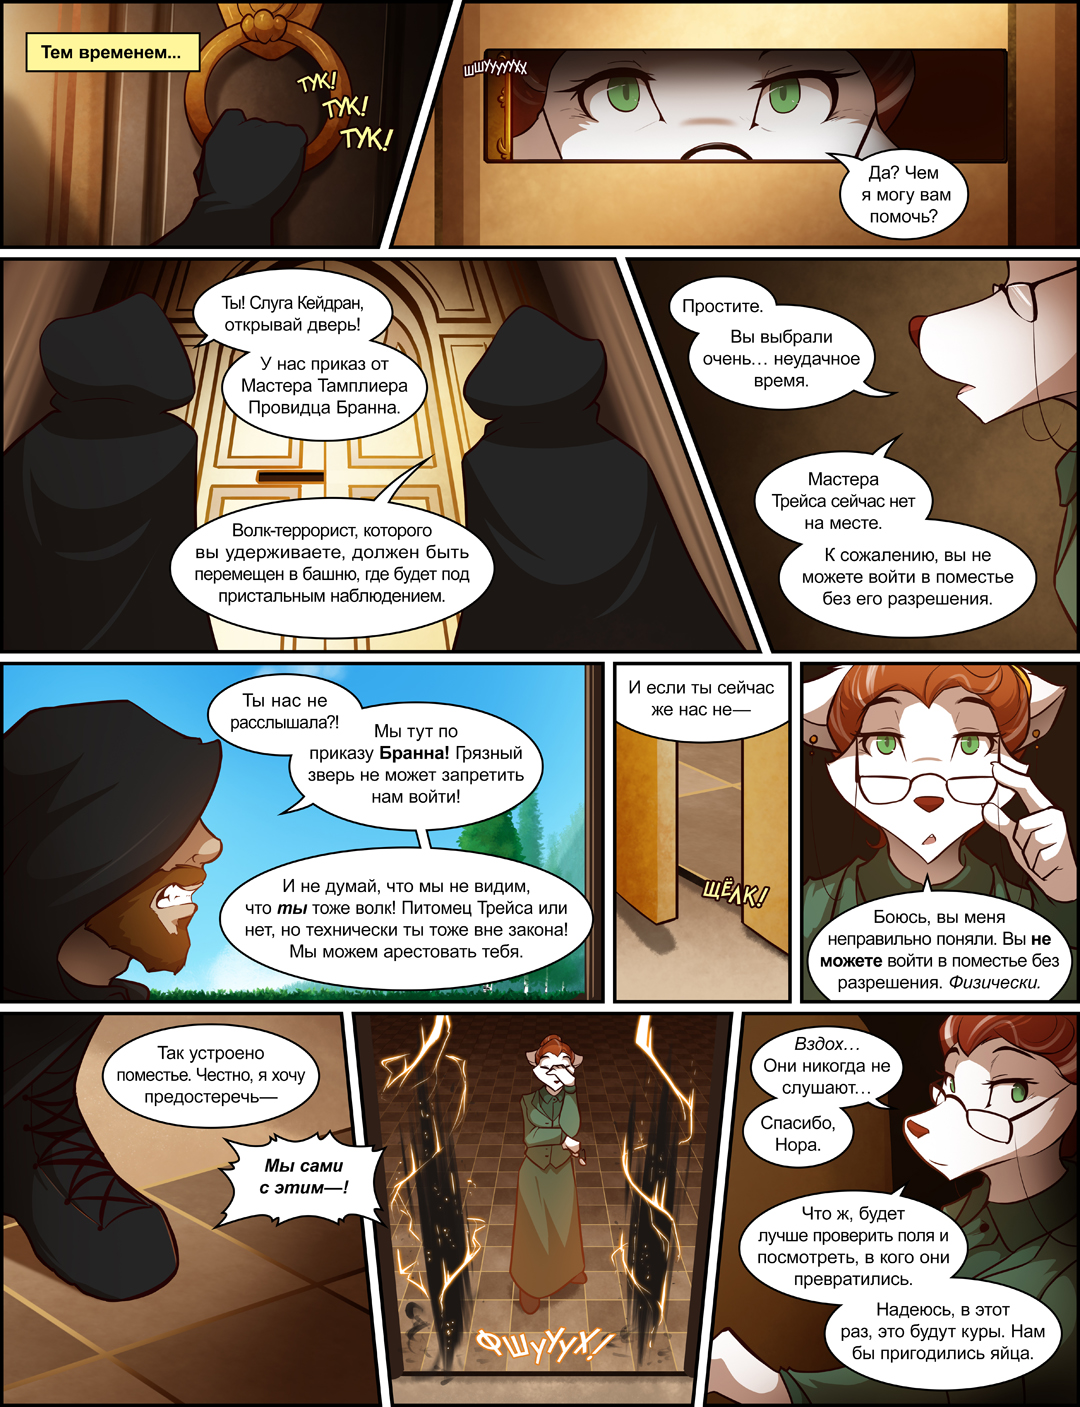 Тем временем...
ТУК!
ТУК!
ТУК!
ШШУУУУУХХ
Да? Чем
я могу вам
помочь?
Ты! Слуга Кейдран,
открывай дверь!
У нас приказ от
Мастера Тамплиера
Провидца Бранна.
Волк-террорист, которого
вы удерживаете, должен быть
перемещен в башню, где будет под
пристальным наблюдением.
Простите.
Вы выбрали
очень... неудачное
время.
Мастера
Трейса сейчас нет
на месте.
К сожалению, вы не
можете войти в поместье
без его разрешения.
Ты нас не
расслышала?!
Мы тут по
приказу Бранна! Грязный
зверь не может запретить
нам войти!
И не думай, что мы не видим,
что ты тоже волк! Питомец Трейса или
нет, но технически ты тоже вне закона!
Мы можем арестовать тебя.
И если ты сейчас
же нас не—
ЩЁЛК!
Боюсь, вы меня
неправильно поняли. Вы не
можете войти в поместье без
разрешения. Физически.
Так устроено
поместье. Честно, я хочу
предостеречь—
Мы сами
с этим—!
ФШУУУХ!
Вздох...
Они никогда не
слушают...
Спасибо,
Нора.
Что ж, будет
лучше проверить поля и
посмотреть, в кого они
превратились.
Надеюсь, в этот
раз, это будут куры. Нам
бы пригодились яйца.